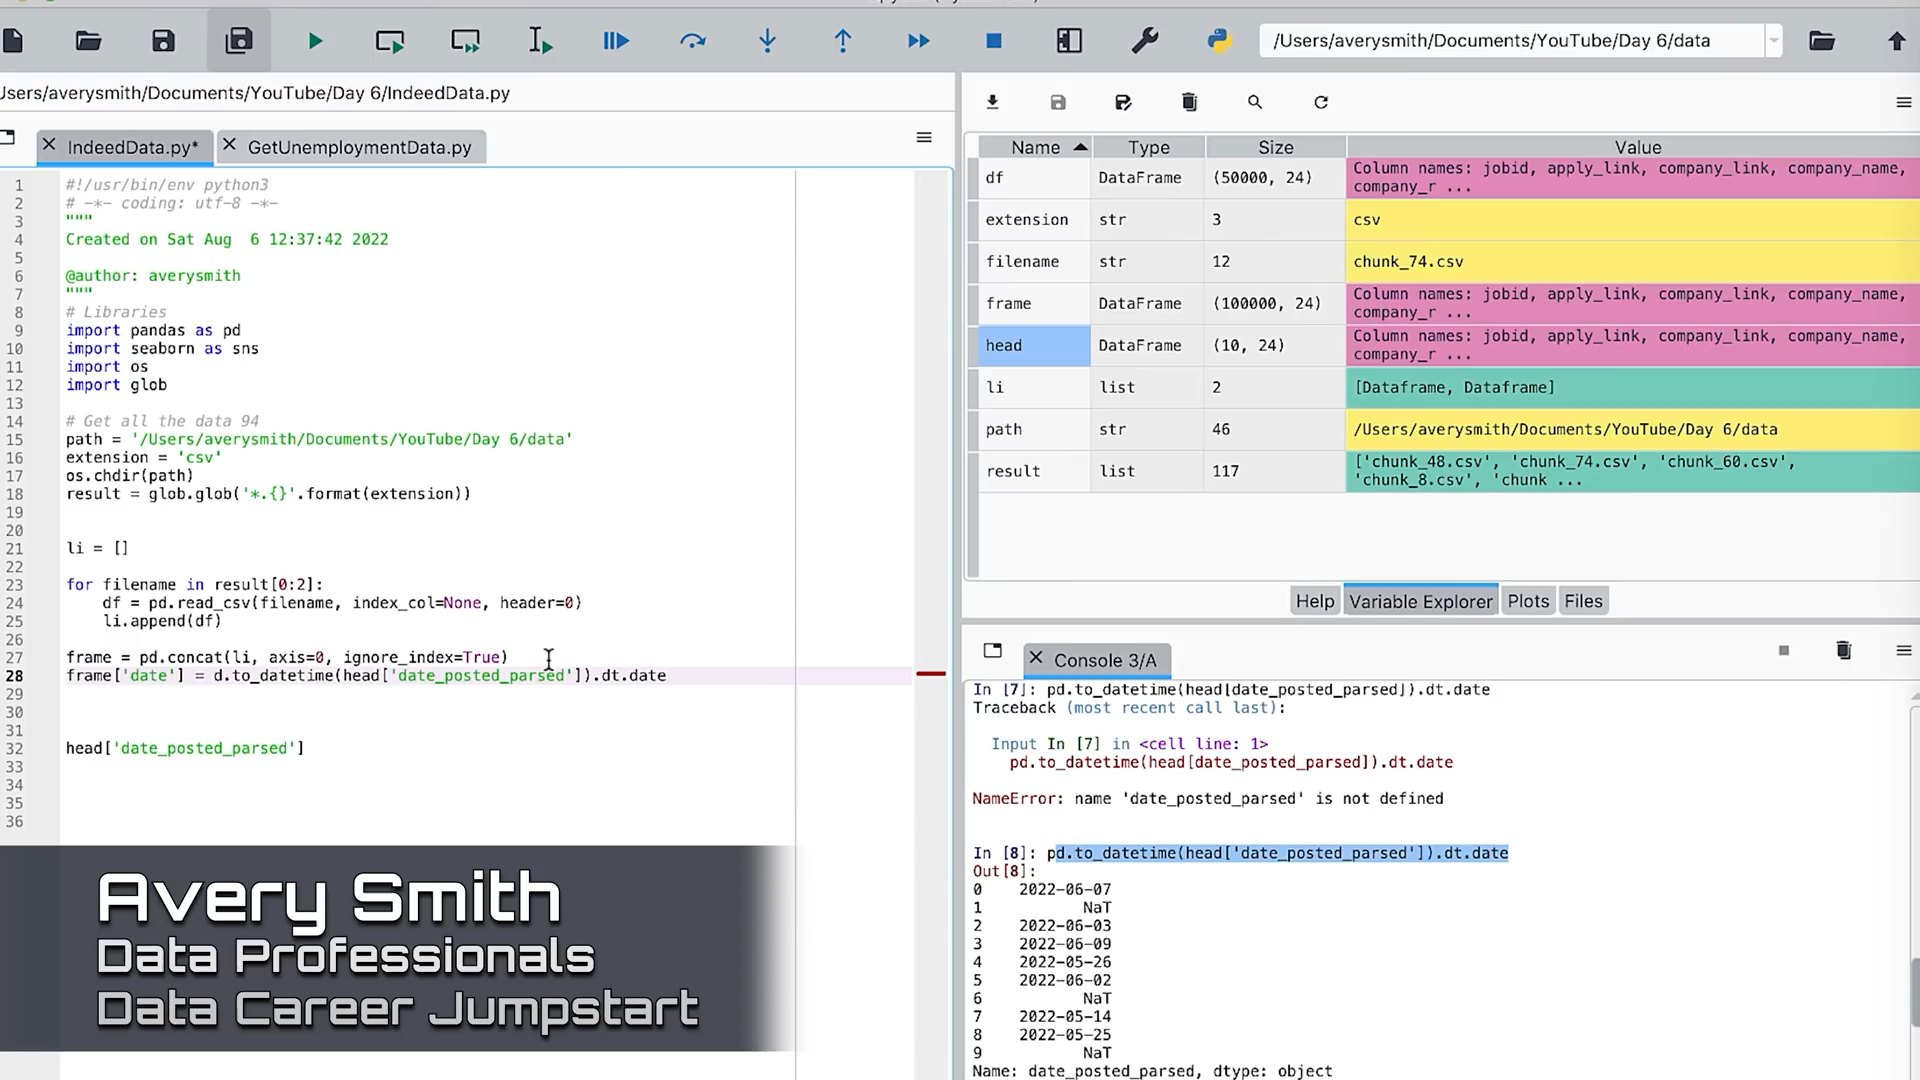 /Users/averysmith/Documents/YouTube/Day 6/data
Users/averysmith/Documents/YouTube/Day 6/IndeedData.py
IndeedData.py*
GetUnemploymentData.py
1 #!/usr/bin/env python3
2 # -*- coding: utf-8 -*-
3 """
4 Created on Sat Aug  6 12:37:42 2022
5
6 @author: averysmith
7 """
8 # Libraries
9 import pandas as pd
10 import seaborn as sns
11 import os
12 import glob
13
14 # Get all the data 94
15 path = '/Users/averysmith/Documents/YouTube/Day 6/data'
16 extension = 'csv'
17 os.chdir(path)
18 result = glob.glob('*.{}'.format(extension))
19
20
21 li = []
22
23 for filename in result[0:2]:
24     df = pd.read_csv(filename, index_col=None, header=0)
25     li.append(df)
26
27 frame = pd.concat(li, axis=0, ignore_index=True)
28 frame['date'] = d.to_datetime(head['date_posted_parsed']).dt.date
29
30
31
32 head['date_posted_parsed']
33
34
35
36
Avery Smith
Data Professionals
Data Career Jumpstart
Name Type Size Value
df DataFrame (50000, 24) Column names: jobid, apply_link, company_link, company_name,
company_r ...
extension str 3 csv
filename str 12 chunk_74.csv
frame DataFrame (100000, 24) Column names: jobid, apply_link, company_link, company_name,
company_r ...
head DataFrame (10, 24) Column names: jobid, apply_link, company_link, company_name,
company_r ...
li list 2 [Dataframe, Dataframe]
path str 46 /Users/averysmith/Documents/YouTube/Day 6/data
result list 117 ['chunk_48.csv', 'chunk_74.csv', 'chunk_60.csv',
'chunk_8.csv', 'chunk ...
Help Variable Explorer Plots Files
Console 3/A
In [7]: pd.to_datetime(head[date_posted_parsed]).dt.date
Traceback (most recent call last):
Input In [7] in <cell line: 1>
pd.to_datetime(head[date_posted_parsed]).dt.date
NameError: name 'date_posted_parsed' is not defined
In [8]: pd.to_datetime(head['date_posted_parsed']).dt.date
Out[8]:
0 2022-06-07
1 NaT
2 2022-06-03
3 2022-06-09
4 2022-05-26
5 2022-06-02
6 NaT
7 2022-05-14
8 2022-05-25
9 NaT
Name: date_posted_parsed, dtype: object